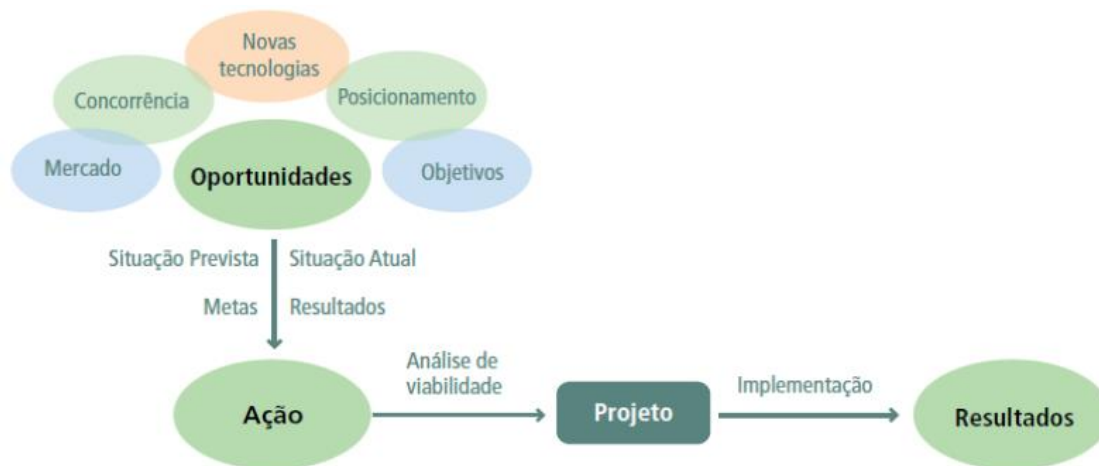 Novas
tecnologias
Concorrência
Posicionamento
Mercado
Oportunidades
Objetivos
Situação Prevista
Situação Atual
Metas
Resultados
Análise de
viabilidade
Implementação
Ação
Projeto
Resultados